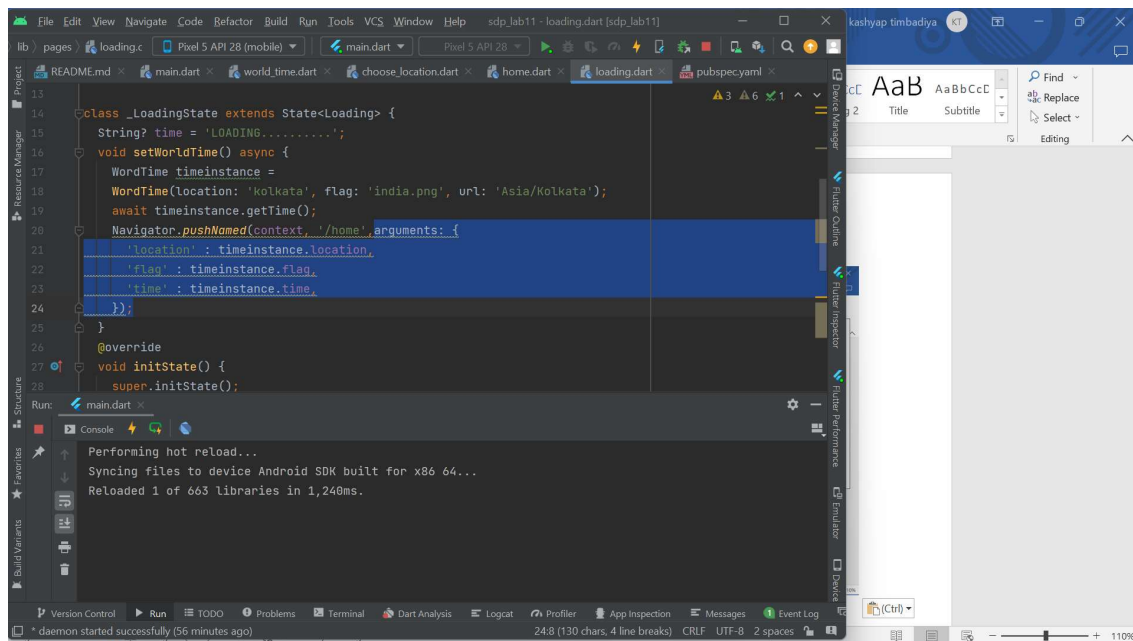 File Edit View Navigate Code Refactor Build Run Tools VCS Window Help sdp_lab11 - loading.dart [sdp_lab11]
kashyap timbadiya KT
lib pages loading.c Pixel 5 API 28 (mobile) main.dart Pixel 5 API 28
README.md main.dart world_time.dart choose_location.dart home.dart loading.dart pubspec.yaml
3 6 1
13
14 class _LoadingState extends State<Loading> {
15 String? time = 'LOADING..........';
16 void setWorldTime() async {
17 WordTime timeinstance =
18 WordTime(location: 'kolkata', flag: 'india.png', url: 'Asia/Kolkata');
19 await timeinstance.getTime();
20 Navigator.pushNamed(context, '/home',arguments: {
21 'location' : timeinstance.location,
22 'flag' : timeinstance.flag,
23 'time' : timeinstance.time,
24 });
25 }
26 @override
27 void initState() {
28 super.initState();
Run: main.dart
Console
Performing hot reload...
Syncing files to device Android SDK built for x86 64...
Reloaded 1 of 663 libraries in 1,240ms.
Version Control Run TODO Problems Terminal Dart Analysis Logcat Profiler App Inspection Messages 1 Event Log
* daemon started successfully (56 minutes ago) 24:8 (130 chars, 4 line breaks) CRLF UTF-8 2 spaces
Project
Resource Manager
Structure
Favorites
Build Variants
Device Manager
Flutter Outline
Flutter Inspector
Flutter Performance
Emulator
Device
AaB AaBbCcD
g 2 Title Subtitle
Find
Replace
Select
Editing
(Ctrl)
110%